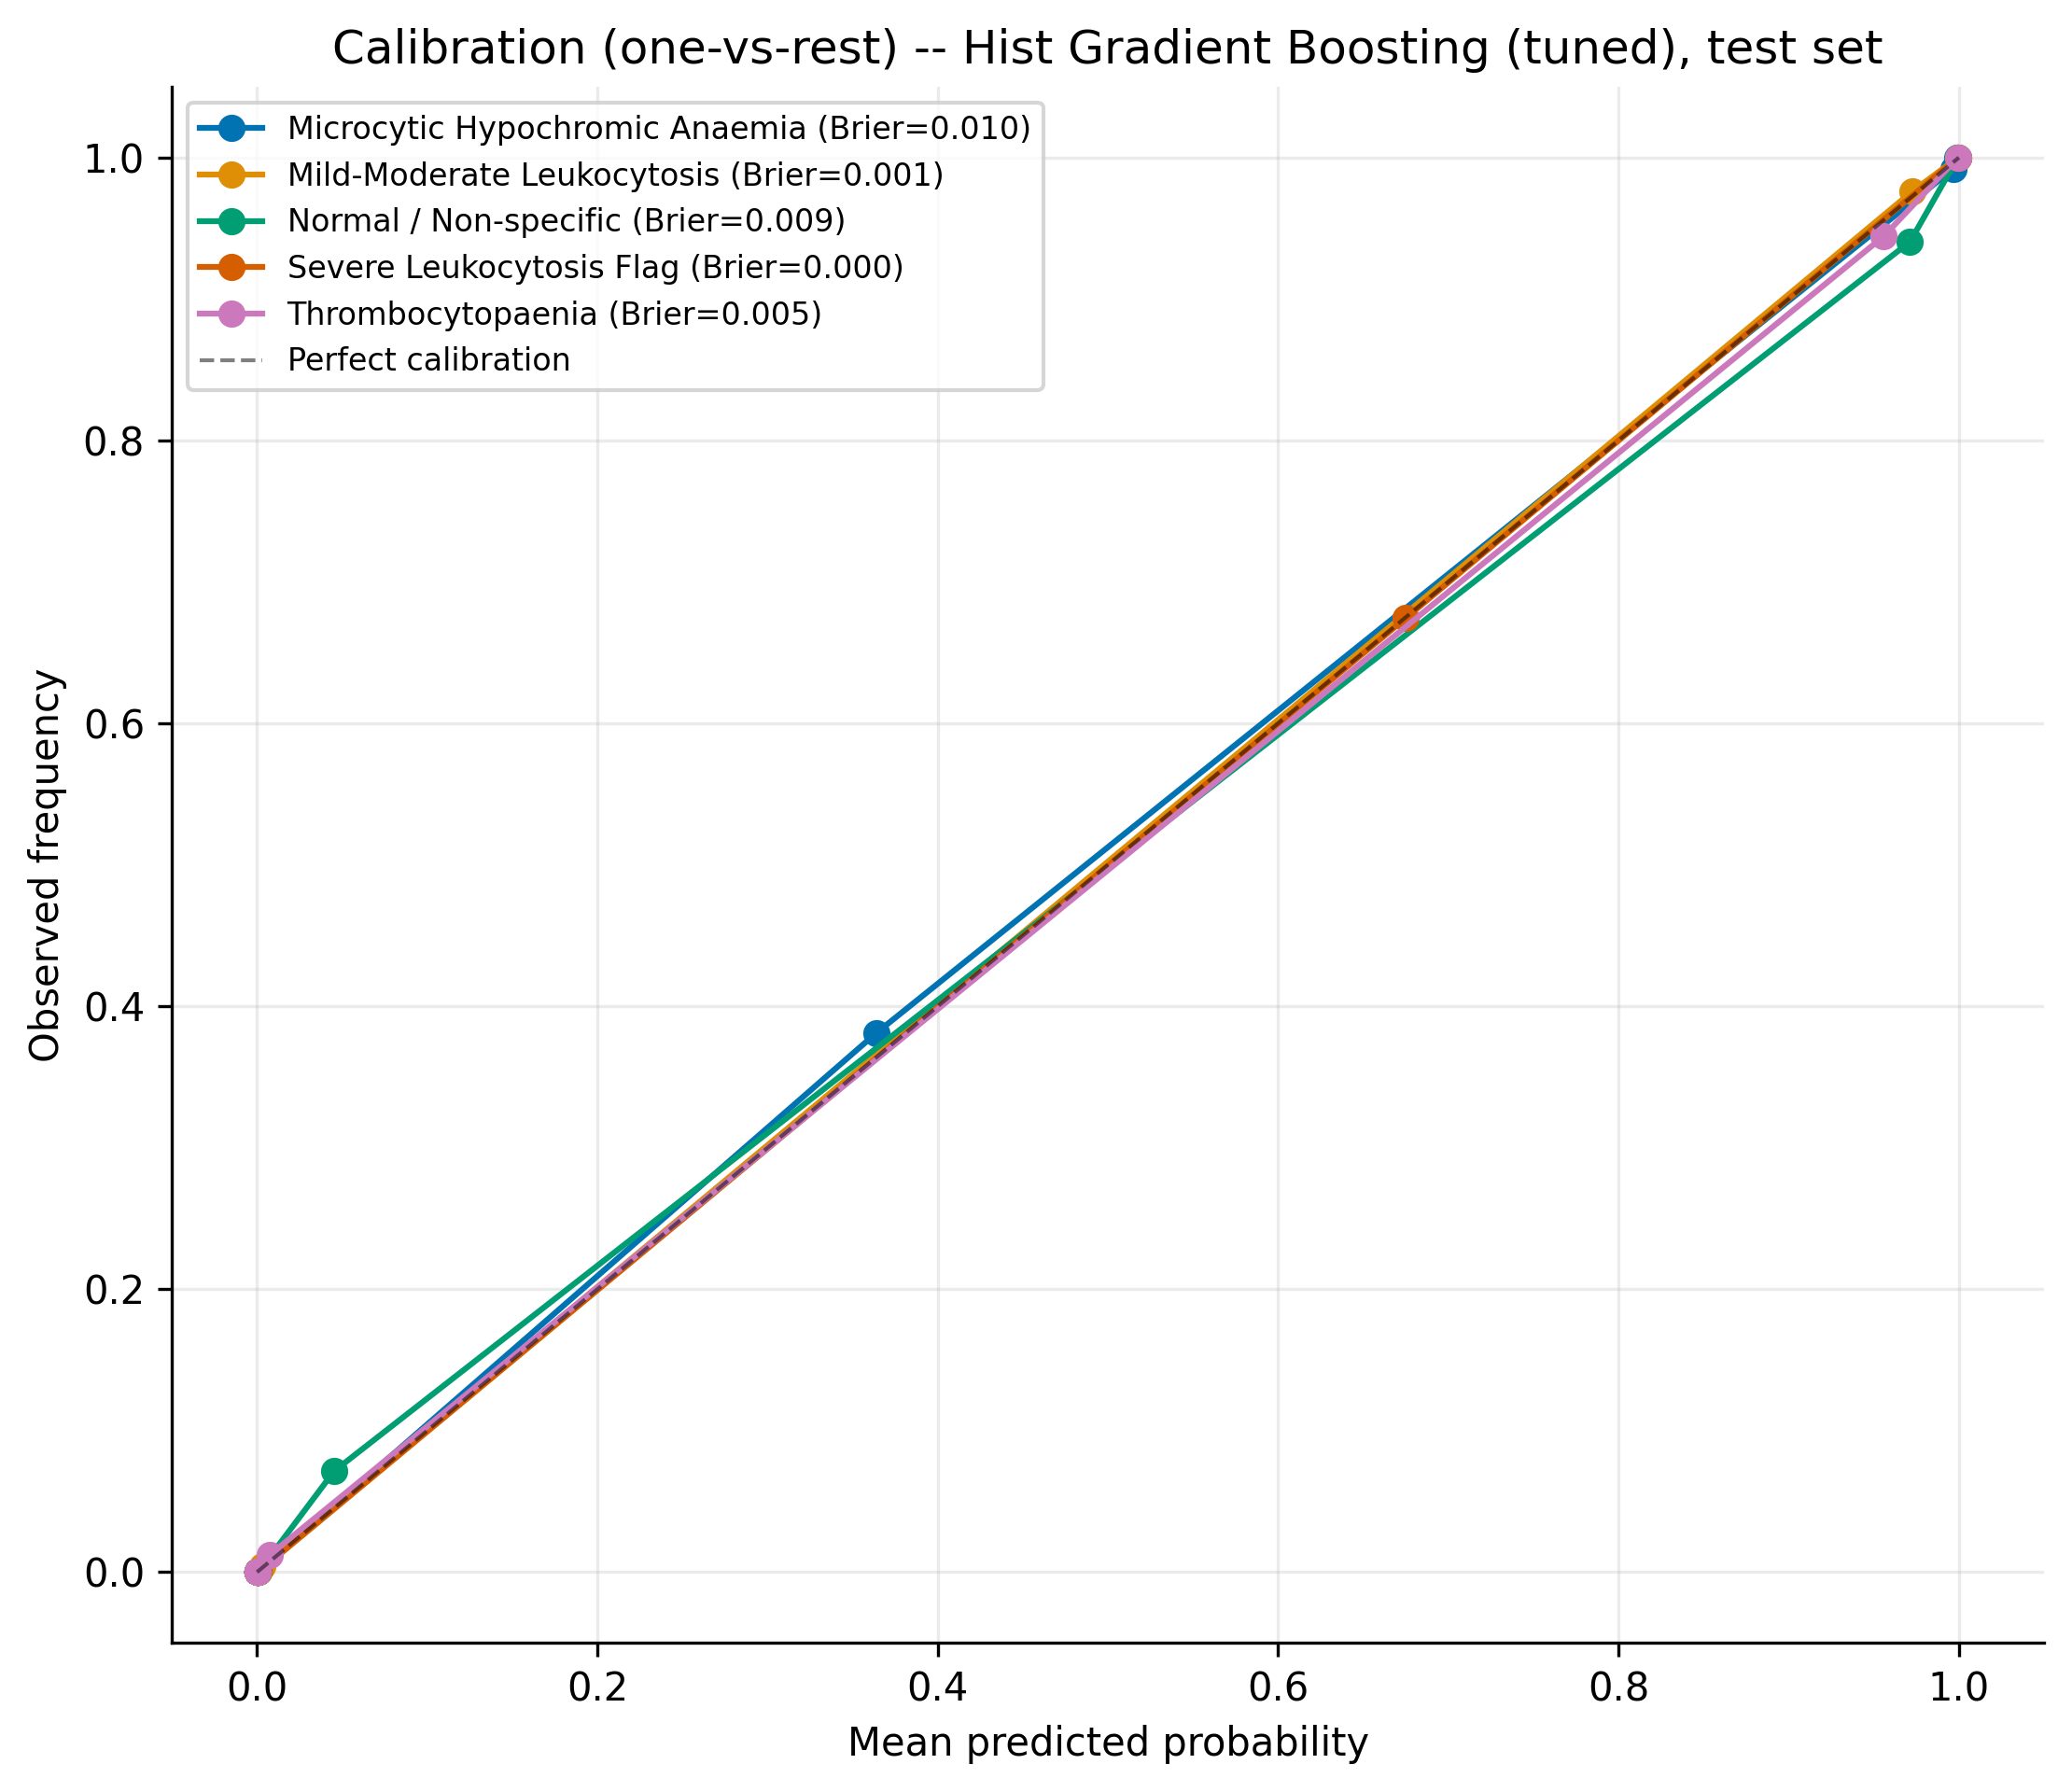 Calibration (one-vs-rest) -- Hist Gradient Boosting (tuned), test set
Microcytic Hypochromic Anaemia (Brier=0.010)
Mild-Moderate Leukocytosis (Brier=0.001)
Normal / Non-specific (Brier=0.009)
Severe Leukocytosis Flag (Brier=0.000)
Thrombocytopaenia (Brier=0.005)
Perfect calibration
Observed frequency
1.0
0.8
0.6
0.4
0.2
0.0
0.0 0.2 0.4 0.6 0.8 1.0
Mean predicted probability